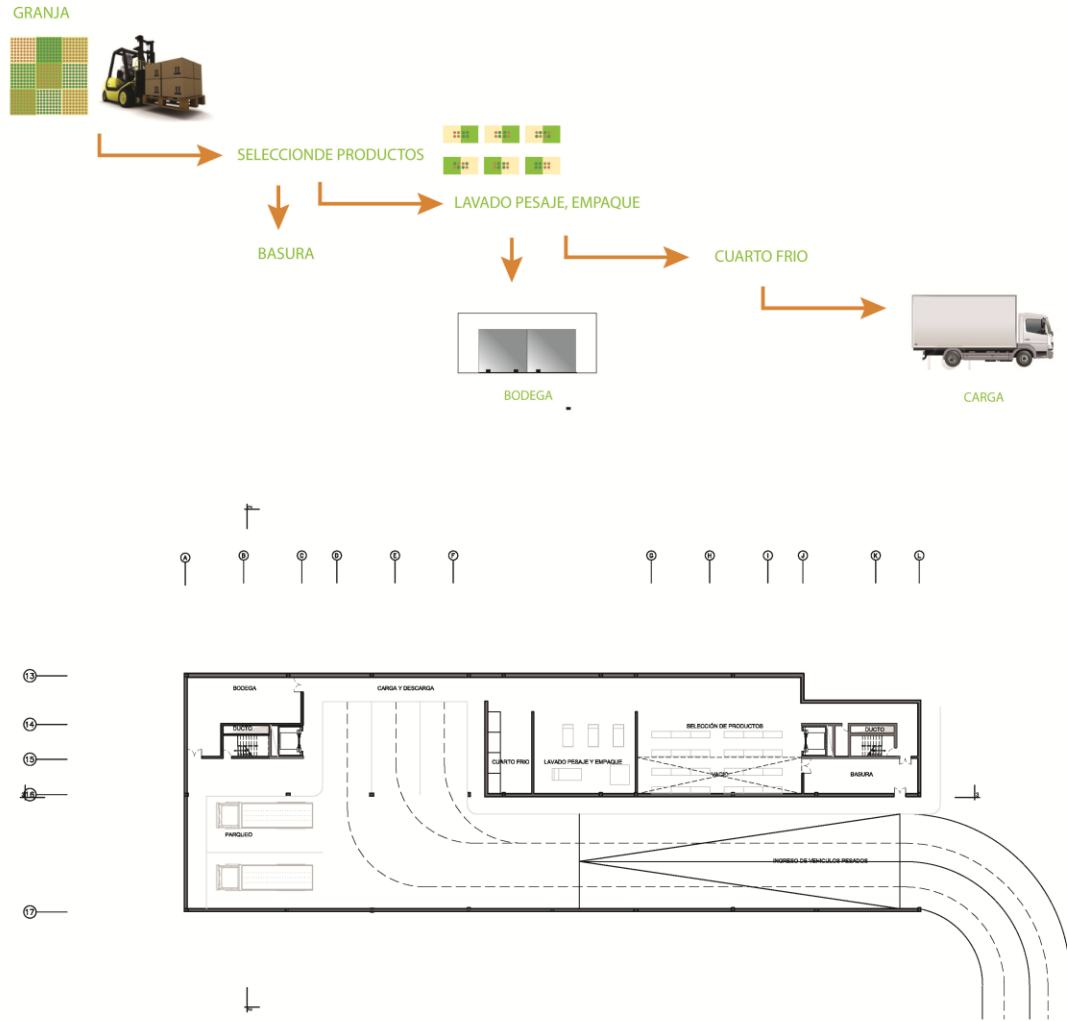 GRANJA
SELECCIONDE PRODUCTOS
LAVADO PESAJE, EMPAQUE
BASURA
CUARTO FRIO
BODEGA
CARGA
A B C D E F G H I J K L
13
BODEGA
CARGA Y DESCARGA
14
DUCTO
SELECCIÓN DE PRODUCTOS
DUCTO
15
CUARTO FRIO
LAVADO PESAJE Y EMPAQUE
VACIO
BASURA
16
PARQUEO
INGRESO DE VEHICULOS PESADOS
17